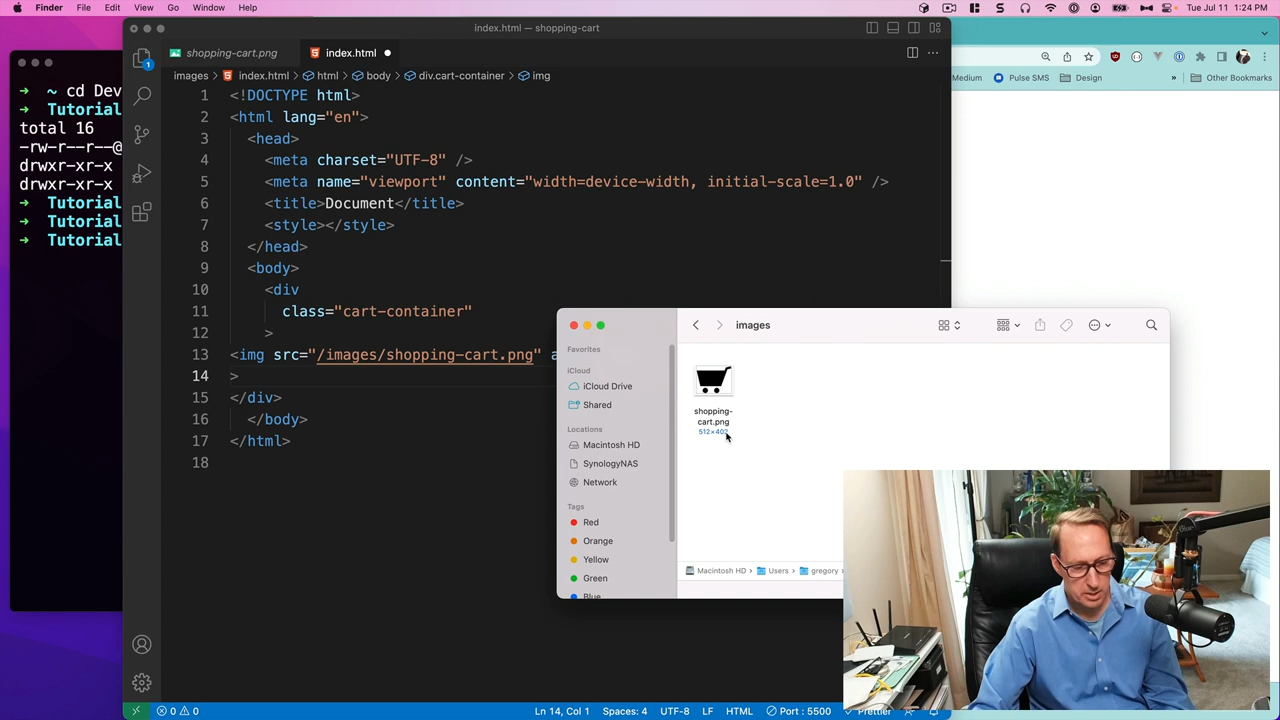 Finder File Edit View Go Window Help
Tue Jul 11 1:24 PM
index.html — shopping-cart
shopping-cart.png
index.html
images > index.html > html > body > div.cart-container > img
1 <!DOCTYPE html>
2 <html lang="en">
3 <head>
4 <meta charset="UTF-8" />
5 <meta name="viewport" content="width=device-width, initial-scale=1.0" />
6 <title>Document</title>
7 <style></style>
8 </head>
9 <body>
10 <div
11 class="cart-container"
12 >
13 <img src="/images/shopping-cart.png" a
14 >
15 </div>
16 </body>
17 </html>
18
1
→ ~ cd Dev
→ Tutorial
total 16
-rw-r--r--@
drwxr-xr-x
drwxr-xr-x
→ Tutorial
→ Tutorial
→ Tutorial
Medium Pulse SMS Design » Other Bookmarks
images
Favorites
iCloud
iCloud Drive
Shared
Locations
Macintosh HD
SynologyNAS
Network
Tags
Red
Orange
Yellow
Green
Blue
shopping-
cart.png
512×402
Macintosh HD > Users > gregory >
Blue
0 0
Ln 14, Col 1 Spaces: 4 UTF-8 LF HTML Port : 5500 Prettier